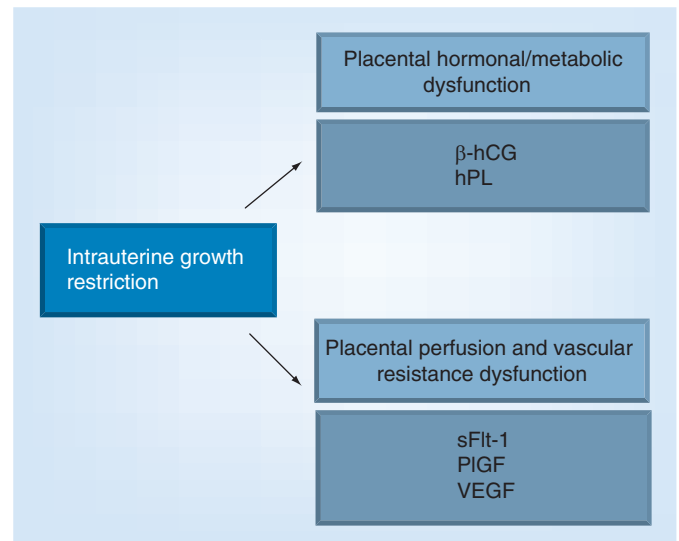 Placental hormonal/metabolic
dysfunction
β-hCG
hPL
Intrauterine growth
restriction
Placental perfusion and vascular
resistance dysfunction
sFlt-1
PlGF
VEGF